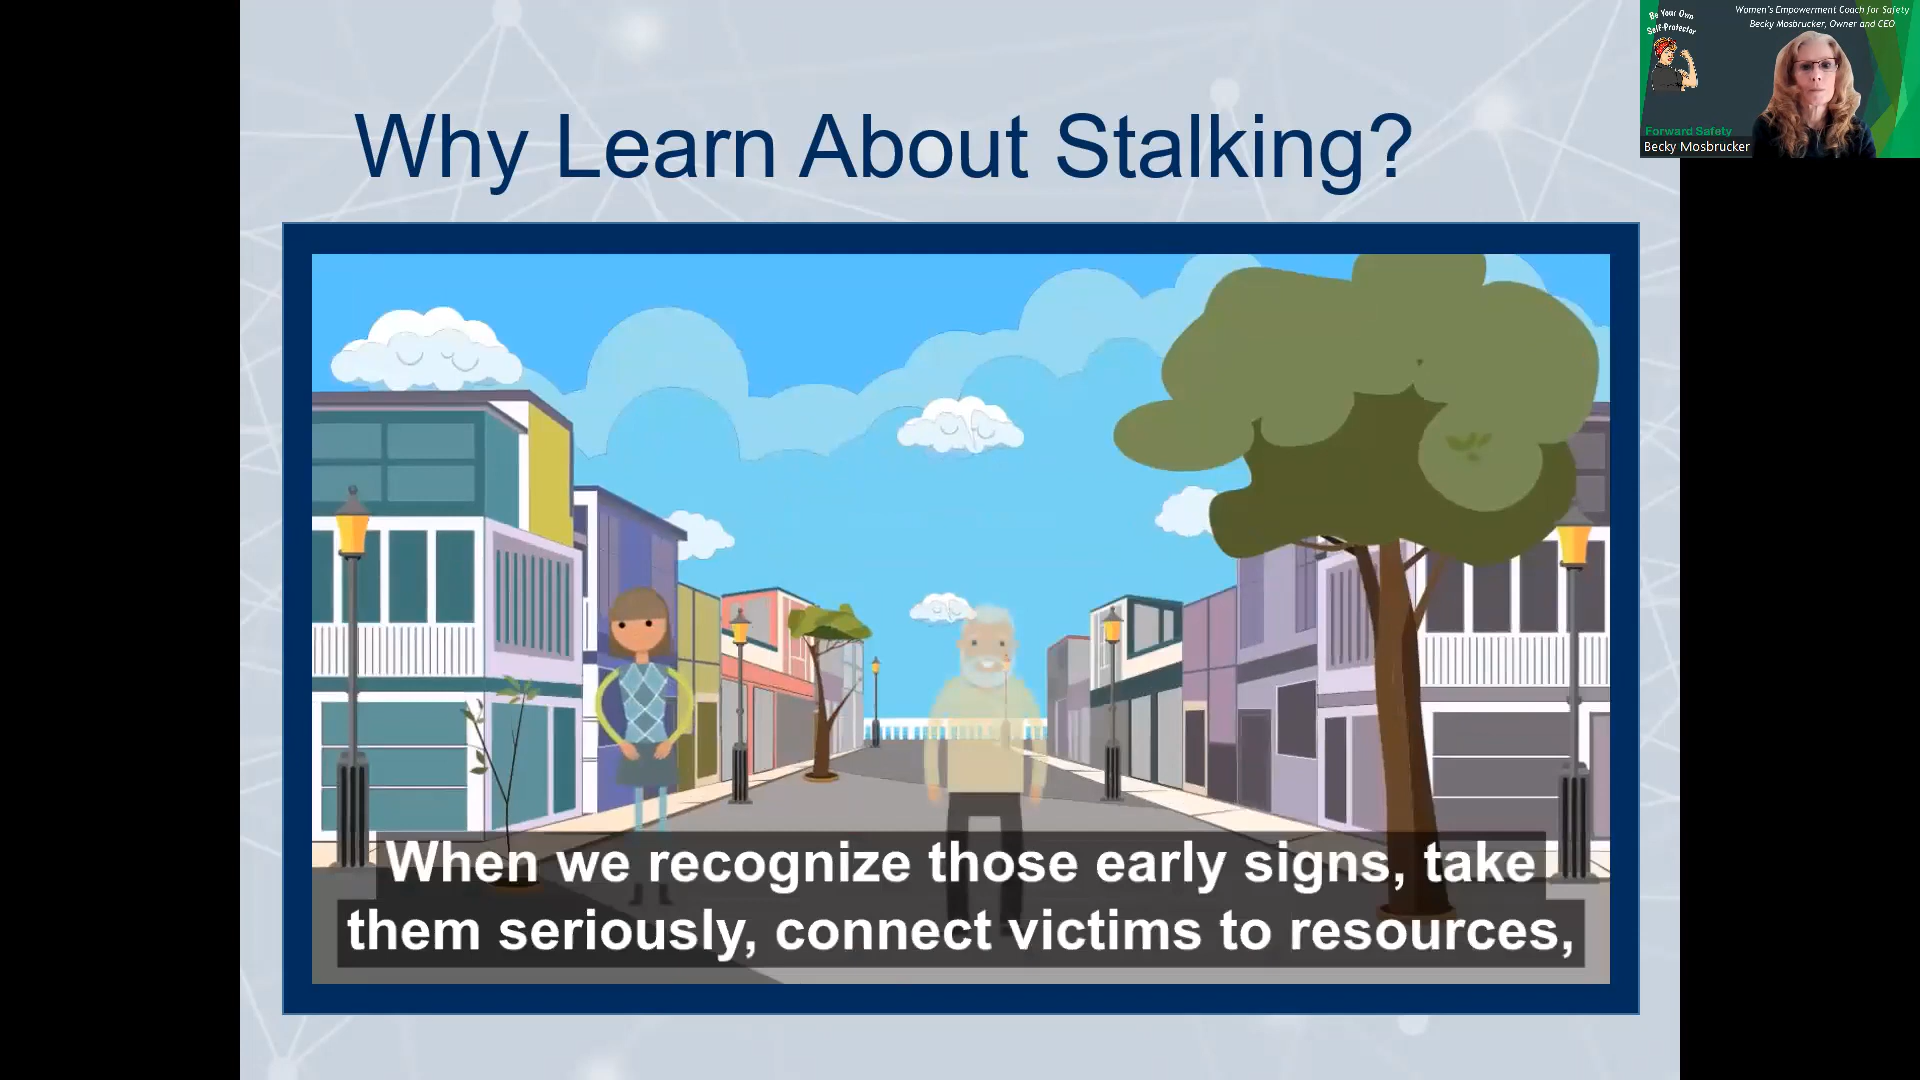 Why Learn About Stalking?
When we recognize those early signs, take
them seriously, connect victims to resources,
Be Your Own
Self-Protector
Women's Empowerment Coach for Safety
Becky Mosbrucker, Owner and CEO
Forward Safety
Becky Mosbrucker